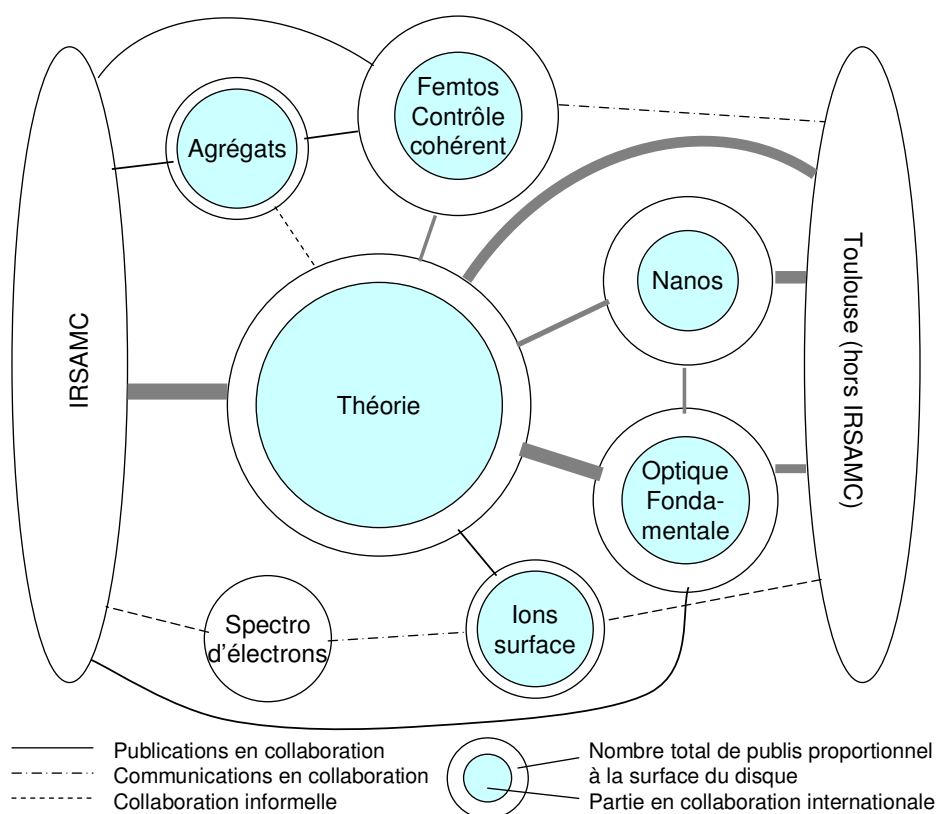 Femtos
Contrôle
cohérent
Agrégats
Nanos
Toulouse (hors IRSAMC)
IRSAMC
Théorie
Optique
Fonda-
mentale
Ions
surface
Spectro
d'électrons
Publications en collaboration
Communications en collaboration
Collaboration informelle
Nombre total de publis proportionnel
à la surface du disque
Partie en collaboration internationale